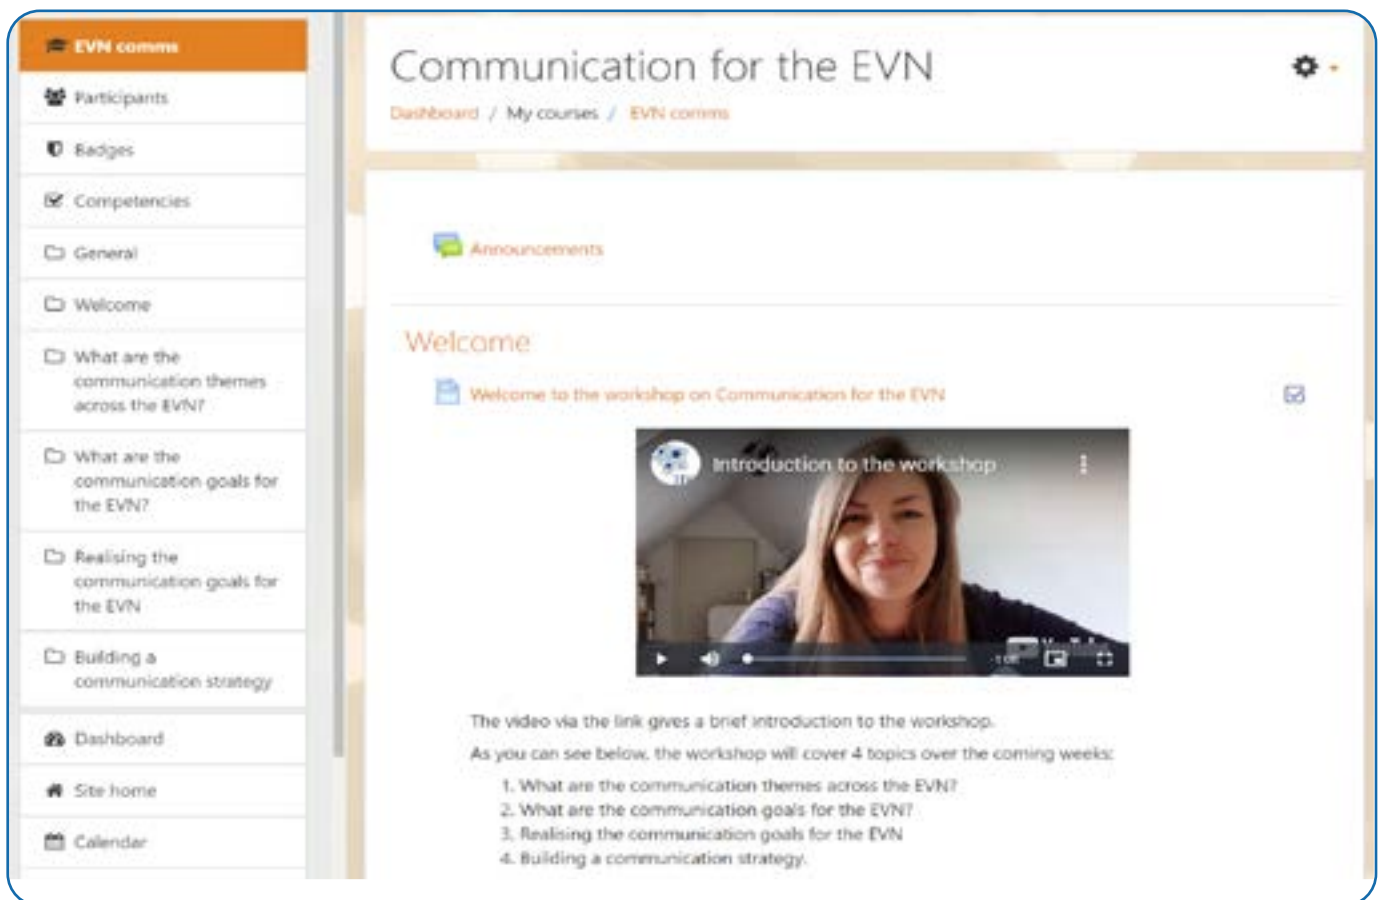 EVN comms
Participants
Badges
Competencies
General
Welcome
What are the
communication themes
across the EVN?
What are the
communication goals for
the EVN?
Realising the
communication goals for
the EVN
Building a
communication strategy
Dashboard
Site home
Calendar
Communication for the EVN
Dashboard / My courses / EVN comms
Announcements
Welcome
Welcome to the workshop on Communication for the EVN
Introduction to the workshop
YouTube
The video via the link gives a brief introduction to the workshop.
As you can see below, the workshop will cover 4 topics over the coming weeks:
1. What are the communication themes across the EVN?
2. What are the communication goals for the EVN?
3. Realising the communication goals for the EVN
4. Building a communication strategy.